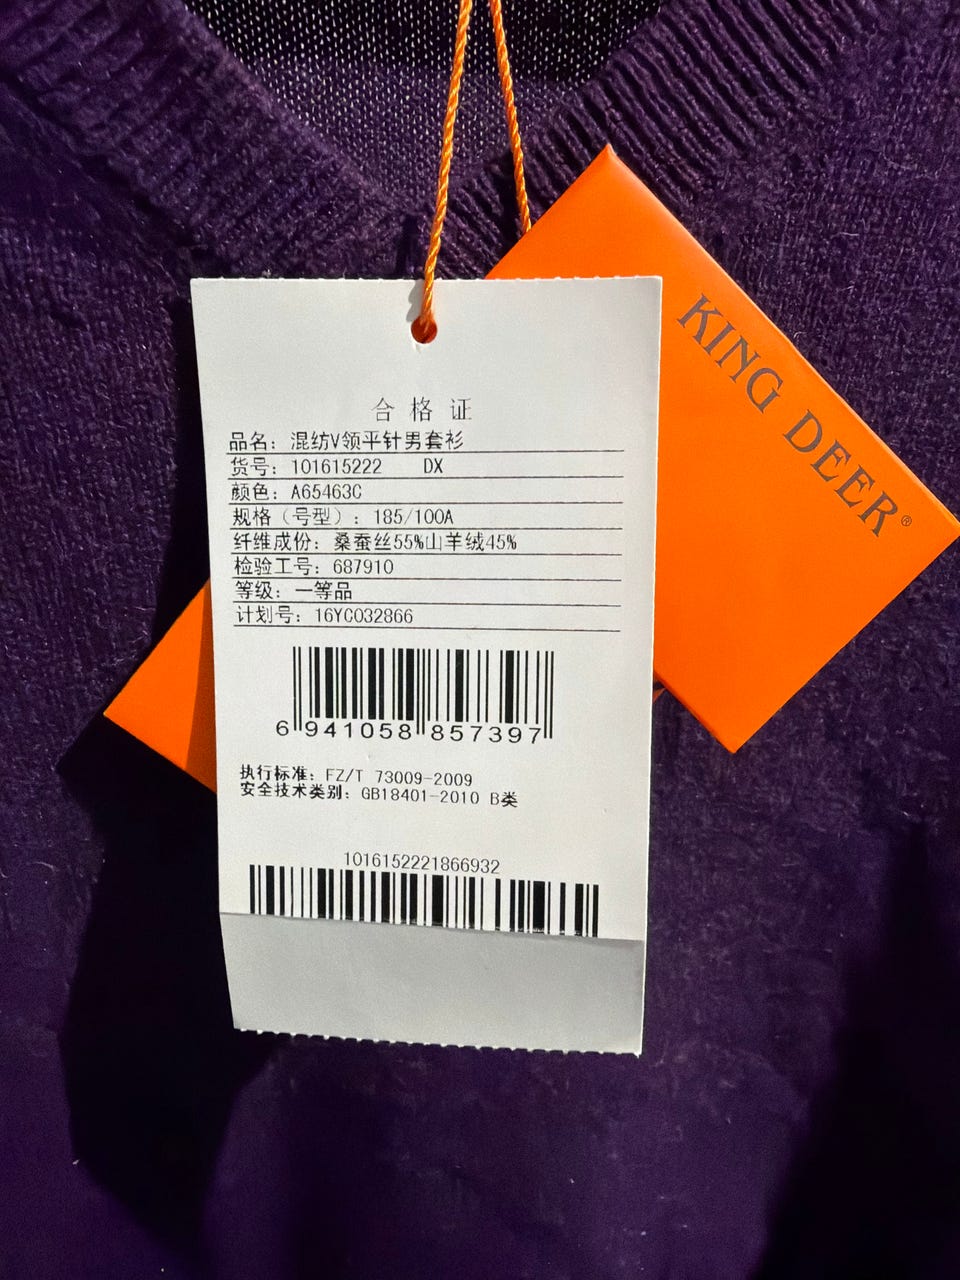 KING DEER®
合格证
品名：混纺V领平针男套衫
货号：101615222 DX
颜色：A65463C
规格（号型）：185/100A
纤维成份：桑蚕丝55%山羊绒45%
检验工号：687910
等级：一等品
计划号：16YC032866
6 941058 857397
执行标准：FZ/T 73009-2009
安全技术类别：GB18401-2010 B类
1016152221866932